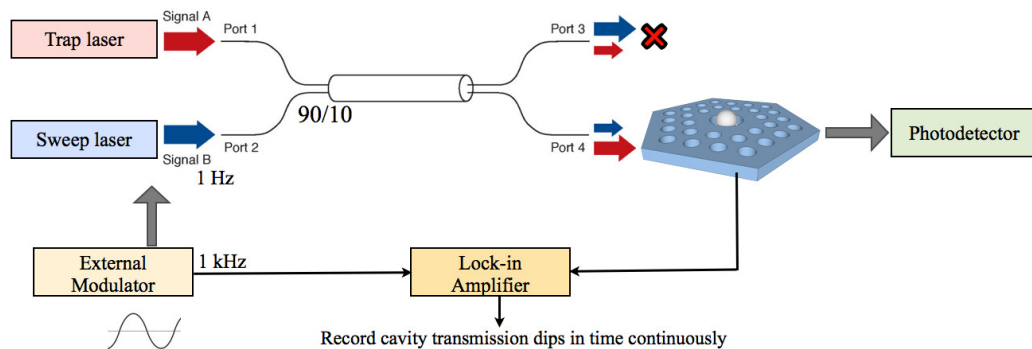 Trap laser
Signal A
Port 1
Port 3
90/10
Sweep laser
Signal B
1 Hz
Port 2
Port 4
Photodetector
External
Modulator
1 kHz
Lock-in
Amplifier
Record cavity transmission dips in time continuously